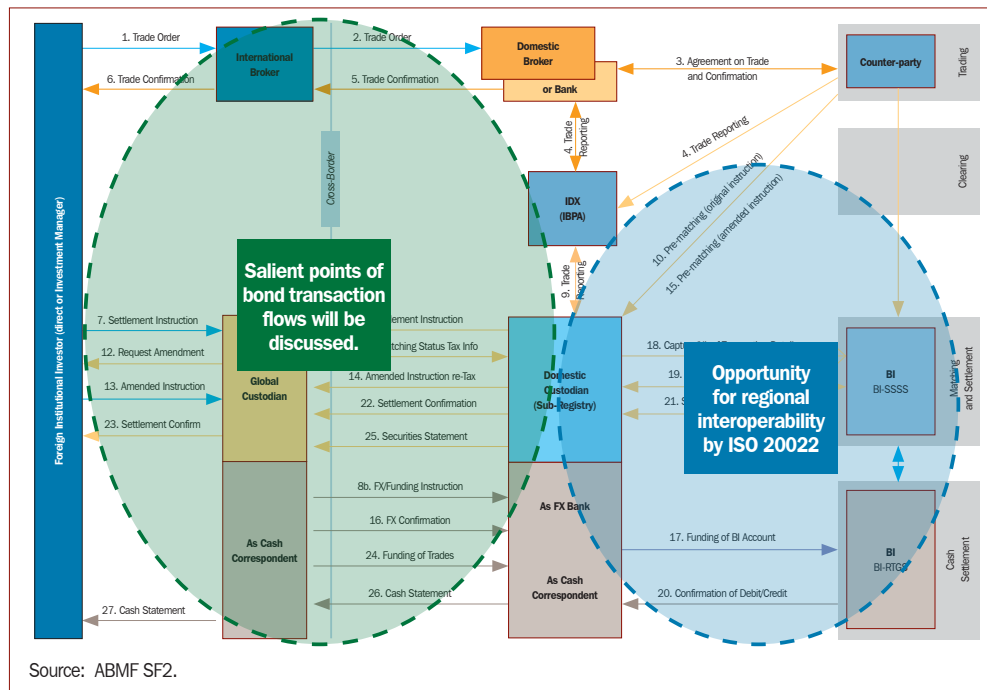 1. Trade Order
2. Trade Order
International
Broker
Domestic
Broker
or Bank
3. Agreement on Trade
and Confirmation
Counter-party
Trading
6. Trade Confirmation
5. Trade Confirmation
4. Trade
Reporting
4. Trade Reporting
Clearing
Cross-Border
IDX
(IBPA)
10. Pre-matching (original instruction)
15. Pre-matching (amended instruction)
9. Trade
Reporting
Foreign Institutional Investor (direct or Investment Manager)
Salient points of
bond transaction
flows will be
discussed.
7. Settlement Instruction
12. Request Amendment
13. Amended Instruction
23. Settlement Confirm
Global
Custodian
Instruction
Status Tax Info
14. Amended Instruction re-Tax
22. Settlement Confirmation
25. Securities Statement
Domestic
Custodian
(Sub-Registry)
18.
19.
21.
Opportunity
for regional
interoperability
by ISO 20022
BI
BI-SSSS
Matching
and Settlement
8b. FX/Funding Instruction
16. FX Confirmation
24. Funding of Trades
26. Cash Statement
As Cash
Correspondent
As FX Bank
As Cash
Correspondent
17. Funding of BI Account
20. Confirmation of Debit/Credit
BI
BI-RTGS
Cash
Settlement
27. Cash Statement
Source: ABMF SF2.